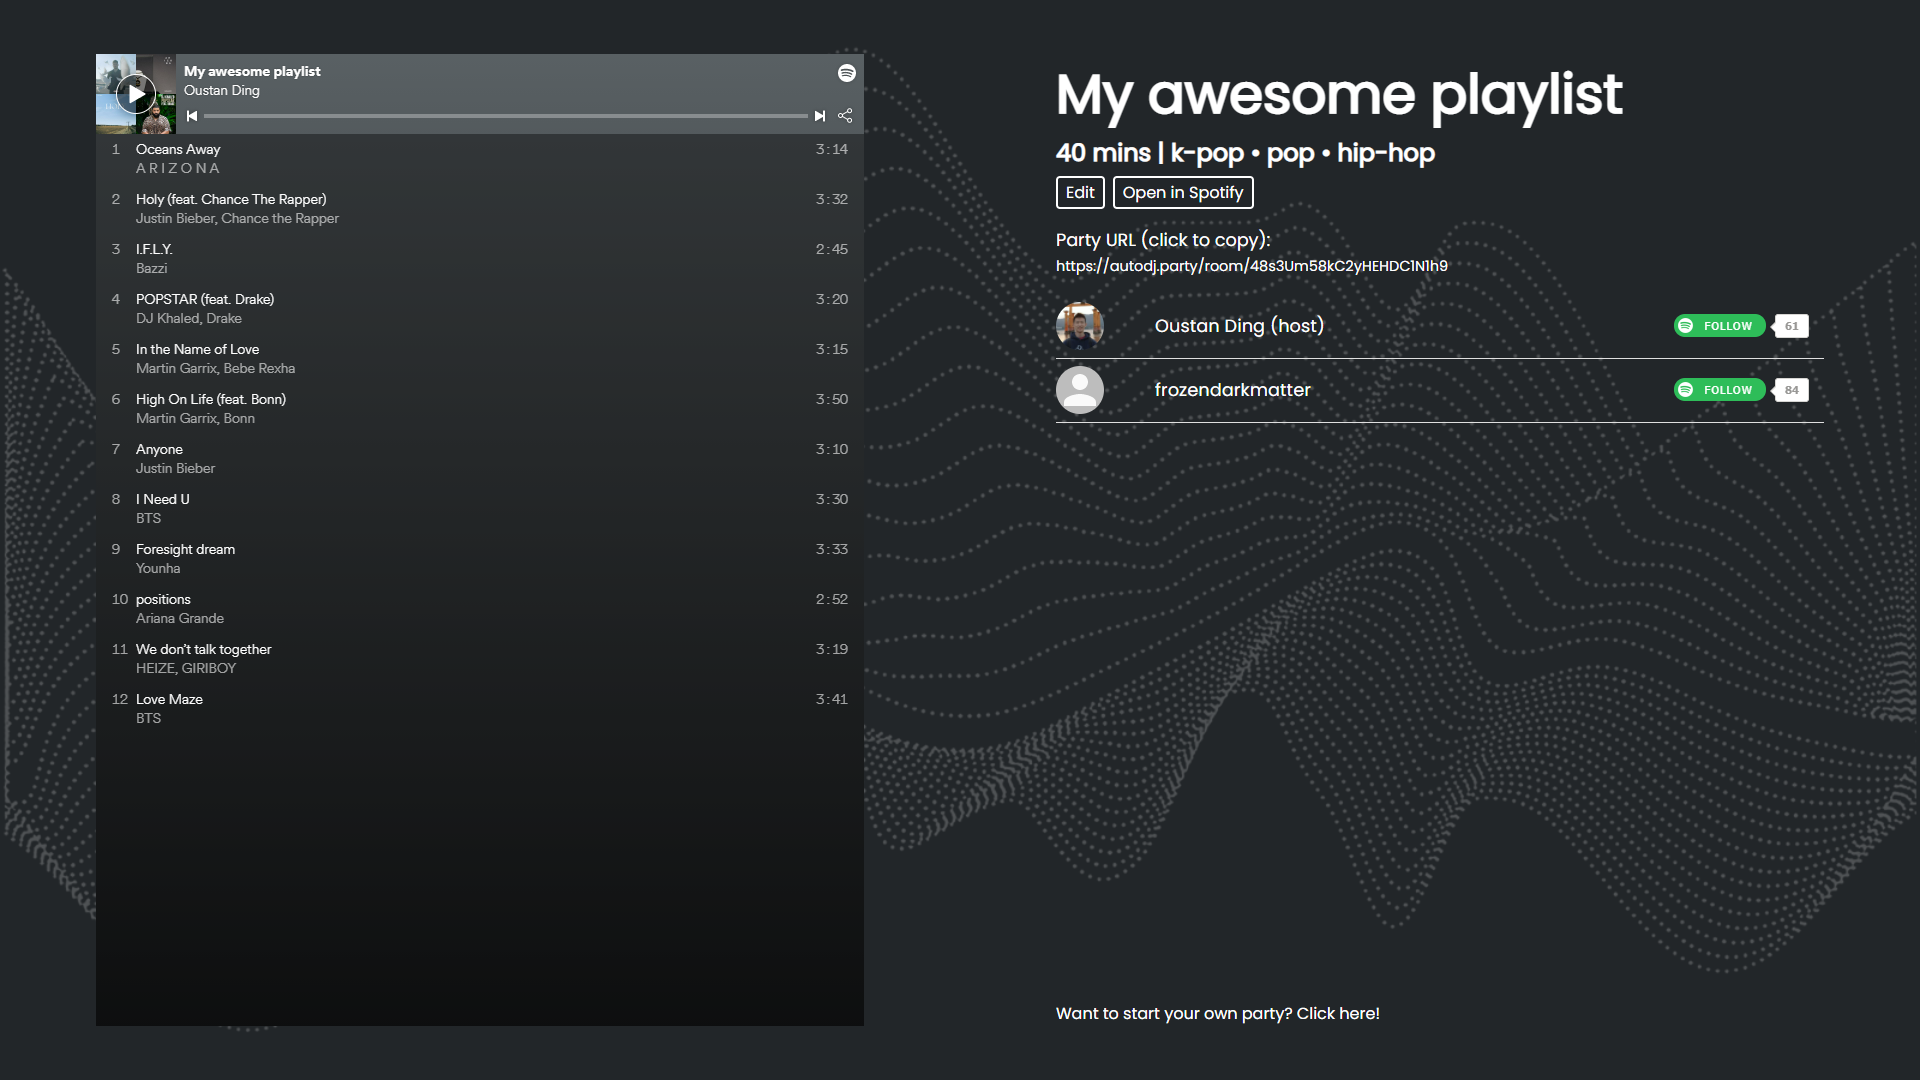 My awesome playlist
Oustan Ding
1 Oceans Away 3:14
A R I Z O N A
2 Holy (feat. Chance The Rapper) 3:32
Justin Bieber, Chance the Rapper
3 I.F.L.Y. 2:45
Bazzi
4 POPSTAR (feat. Drake) 3:20
DJ Khaled, Drake
5 In the Name of Love 3:15
Martin Garrix, Bebe Rexha
6 High On Life (feat. Bonn) 3:50
Martin Garrix, Bonn
7 Anyone 3:10
Justin Bieber
8 I Need U 3:30
BTS
9 Foresight dream 3:33
Younha
10 positions 2:52
Ariana Grande
11 We don't talk together 3:19
HEIZE, GIRIBOY
12 Love Maze 3:41
BTS
My awesome playlist
40 mins | k-pop • pop • hip-hop
Edit Open in Spotify
Party URL (click to copy):
https://autodj.party/room/48s3Um58kC2yHEHDC1N1h9
Oustan Ding (host) FOLLOW 61
frozendarkmatter FOLLOW 84
Want to start your own party? Click here!